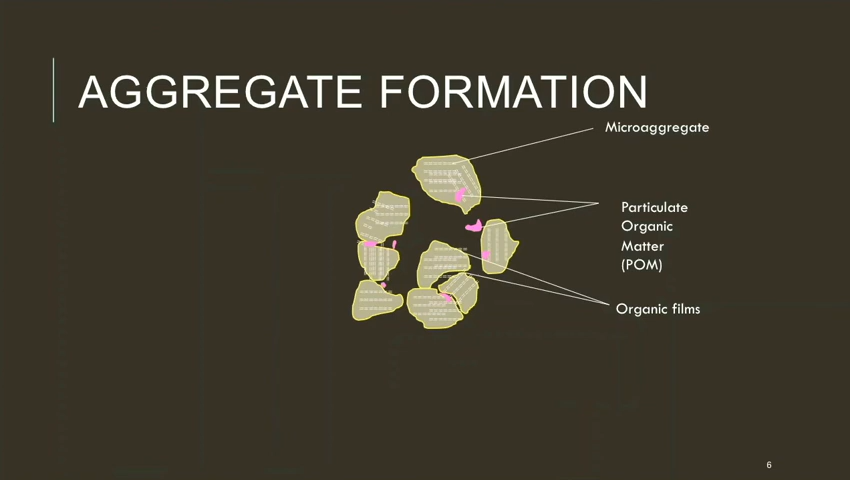 AGGREGATE FORMATION
Microaggregate
Particulate
Organic
Matter
(POM)
Organic films
6